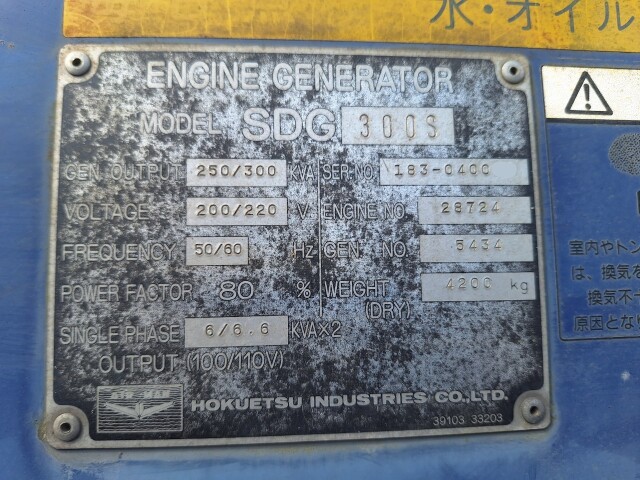 水・オイル
ENGINE GENERATOR
MODEL SDG 300S
GEN. OUTPUT 250/300 KVA
VOLTAGE 200/220 V
FREQUENCY 50/60 Hz
POWER FACTOR 80 %
SINGLE PHASE 6/6.6 KVA×2
OUTPUT (100/110V)
SER.NO. 183-0400
ENGINE NO. 28724
GEN. NO. 5434
WEIGHT 4200 kg
(DRY)
AIR MAN
HOKUETSU INDUSTRIES CO.,LTD.
39103 33203
室内やトン
は、換気を
換気不一
原因となり